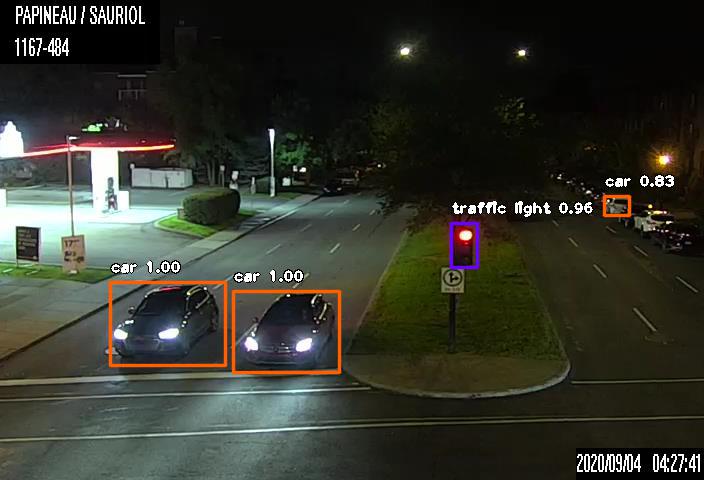 PAPINEAU / SAURIOL
1167-484
car 0.83
traffic light 0.96
car 1.00
car 1.00
2020/09/04 04:27:41